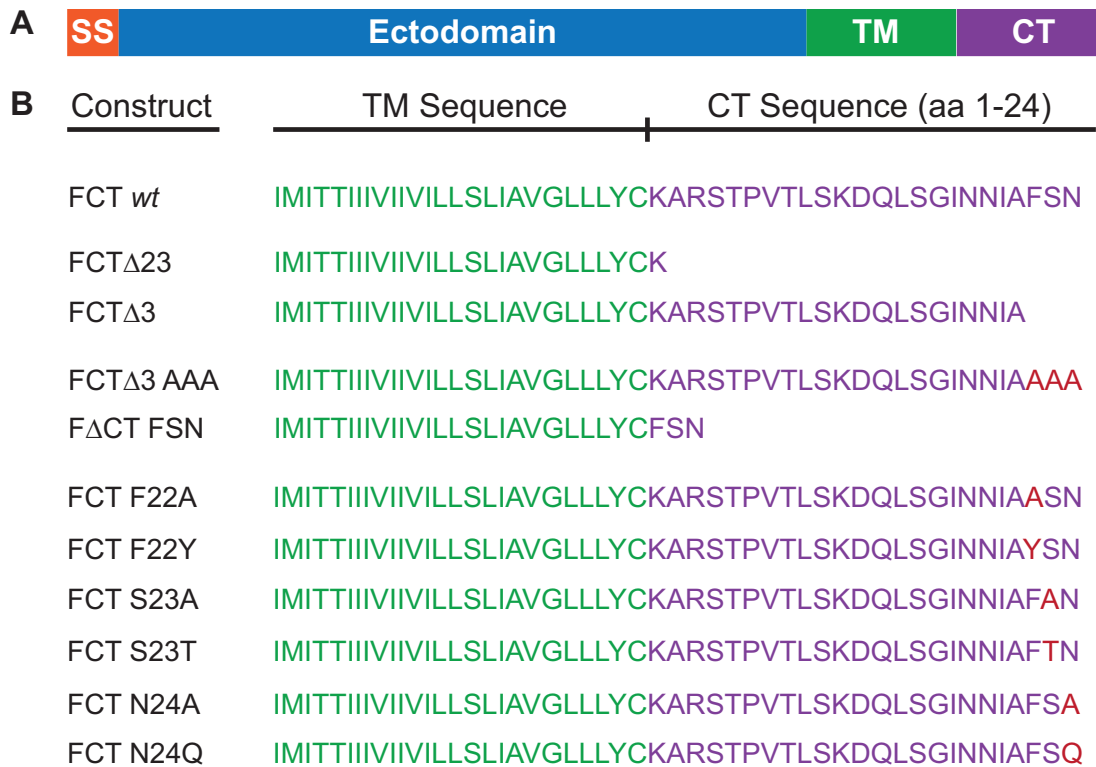 A SS Ectodomain TM CT
B Construct TM Sequence CT Sequence (aa 1-24)
FCT wt IMITTIIIVIIVILLSLIAVGLLLYCKARSTPVTLSKDQLSGINNIAFSN
FCTΔ23 IMITTIIIVIIVILLSLIAVGLLLYCK
FCTΔ3 IMITTIIIVIIVILLSLIAVGLLLYCKARSTPVTLSKDQLSGINNIA
FCTΔ3 AAA IMITTIIIVIIVILLSLIAVGLLLYCKARSTPVTLSKDQLSGINNIAAAA
FΔCT FSN IMITTIIIVIIVILLSLIAVGLLLYCFSN
FCT F22A IMITTIIIVIIVILLSLIAVGLLLYCKARSTPVTLSKDQLSGINNIAASN
FCT F22Y IMITTIIIVIIVILLSLIAVGLLLYCKARSTPVTLSKDQLSGINNIAYSN
FCT S23A IMITTIIIVIIVILLSLIAVGLLLYCKARSTPVTLSKDQLSGINNIAFAN
FCT S23T IMITTIIIVIIVILLSLIAVGLLLYCKARSTPVTLSKDQLSGINNIAFTN
FCT N24A IMITTIIIVIIVILLSLIAVGLLLYCKARSTPVTLSKDQLSGINNIAFSA
FCT N24Q IMITTIIIVIIVILLSLIAVGLLLYCKARSTPVTLSKDQLSGINNIAFSQ